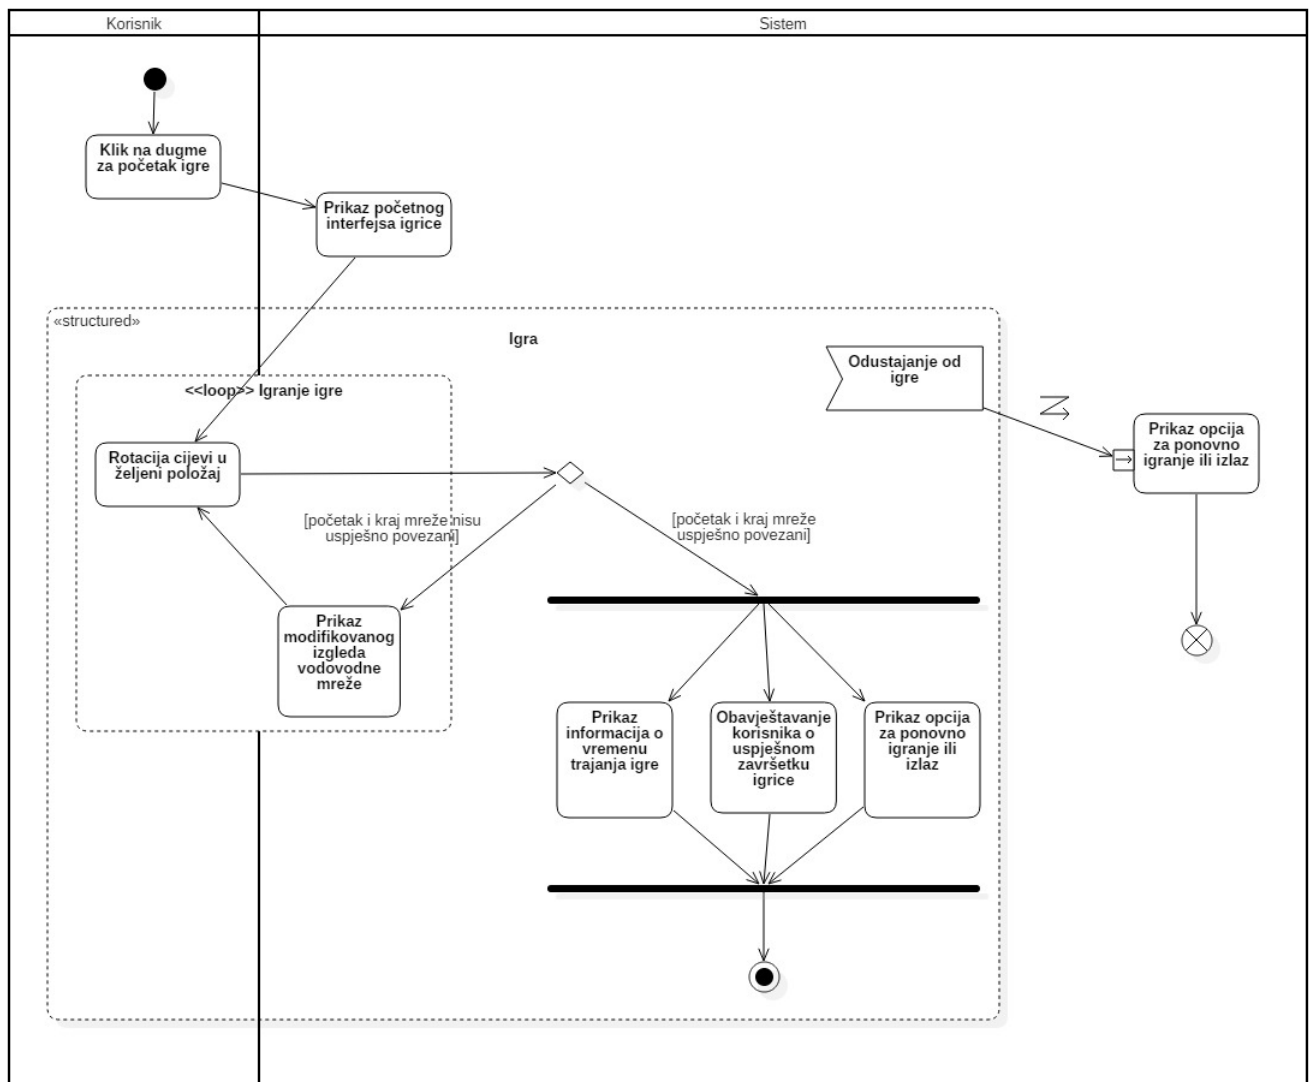 Korisnik
Sistem
Klik na dugme
za početak igre
Prikaz početnog
interfejsa igrice
«structured»
Igra
Odustajanje od
igre
<<loop>> Igranje igre
Prikaz opcija
za ponovno
igranje ili izlaz
Rotacija cijevi u
željeni položaj
[početak i kraj mreže nisu
uspješno povezani]
[početak i kraj mreže
uspješno povezani]
Prikaz
modifikovanog
izgleda
vodovodne
mreže
Prikaz
informacija o
vremenu
trajanja igre
Obavještavanje
korisnika o
uspješnom
završetku
igrice
Prikaz opcija
za ponovno
igranje ili
izlaz